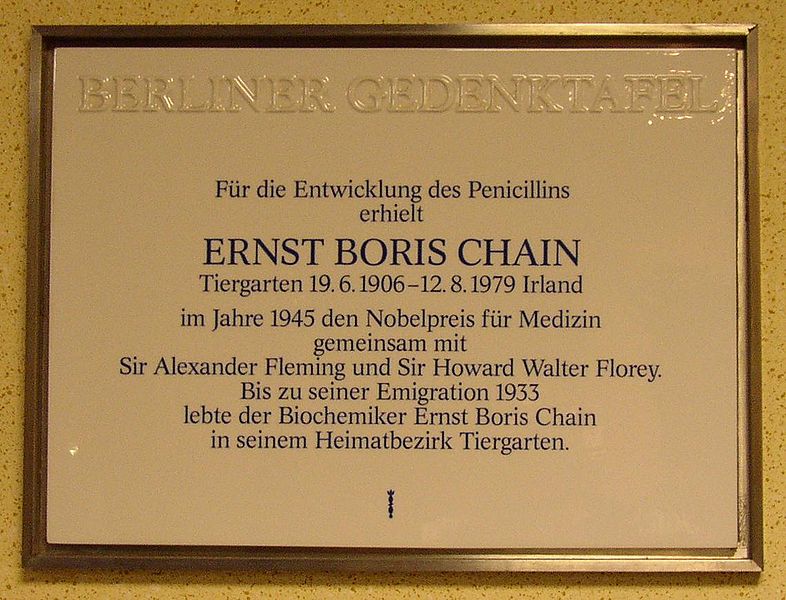 BERLINER GEDENKTAFEL
Für die Entwicklung des Penicillins
erhielt
ERNST BORIS CHAIN
Tiergarten 19. 6. 1906–12. 8. 1979 Irland
im Jahre 1945 den Nobelpreis für Medizin
gemeinsam mit
Sir Alexander Fleming und Sir Howard Walter Florey.
Bis zu seiner Emigration 1933
lebte der Biochemiker Ernst Boris Chain
in seinem Heimatbezirk Tiergarten.